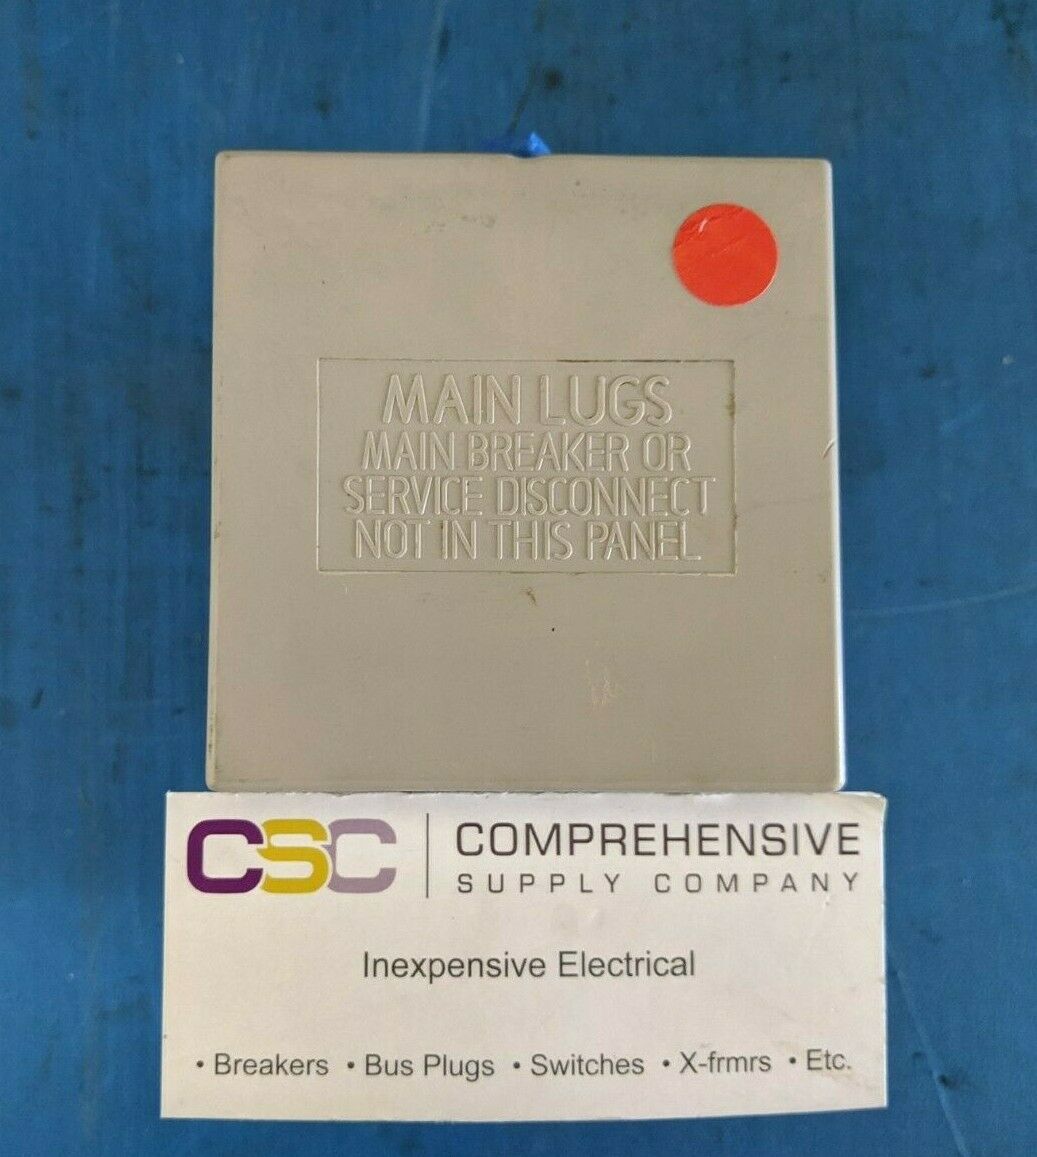 MAIN LUGS
MAIN BREAKER OR
SERVICE DISCONNECT
NOT IN THIS PANEL
CSC
COMPREHENSIVE
SUPPLY COMPANY
Inexpensive Electrical
• Breakers • Bus Plugs • Switches • X-frmrs • Etc.